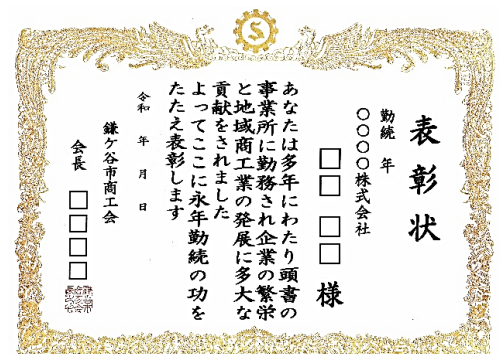 表彰状
勤続　年
〇〇〇〇株式会社
□□　□□　様
あなたは多年にわたり頭書の
事業所に勤務され企業の繁栄
と地域商工業の発展に多大な
貢献をされました
よってここに永年勤続の功を
たたえ表彰します
令和　年　月　日
鎌ケ谷市商工会
会長　□□□□